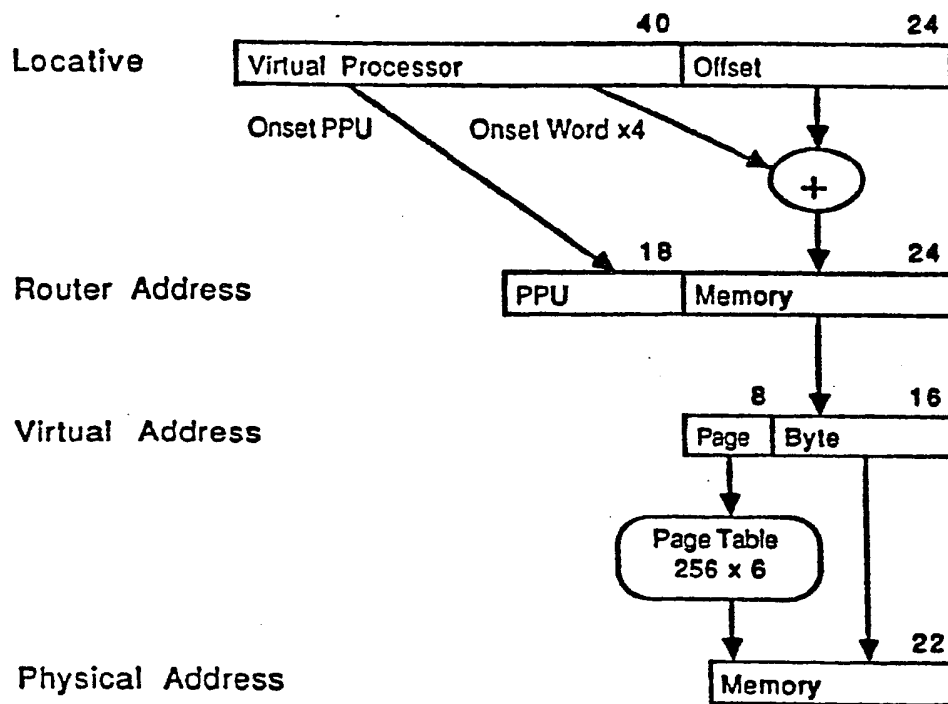 40 24
Locative
Virtual Processor
Offset
Onset PPU
Onset Word x4
+
18 24
Router Address
PPU
Memory
8 16
Virtual Address
Page
Byte
Page Table
256 x 6
22
Physical Address
Memory